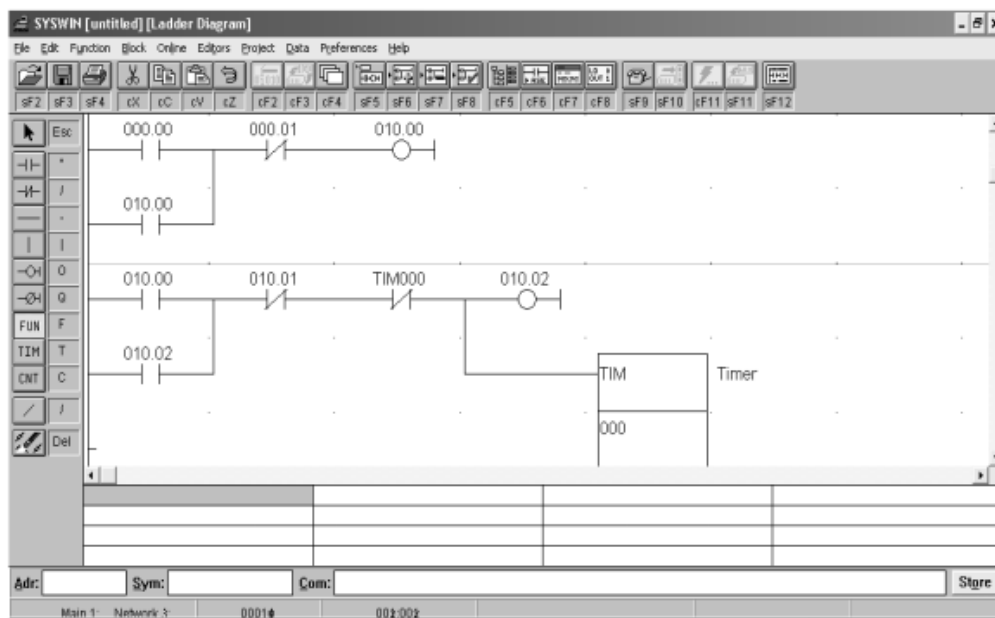 SYSWIN [untitled] [Ladder Diagram]
File Edit Function Block Online Editors Project Data Preferences Help
sF2 sF3 sF4 cX cC cV cZ cF2 cF3 cF4 sF5 sF6 sF7 sF8 cF5 cF6 cF7 cF8 sF9 sF10 cF11 sF11 sF12
Esc
"
/
-
|
O
Q
FUN F
TIM T
CNT C
/
Del
000.00 000.01 010.00
010.00
010.00 010.01 TIM000 010.02
010.02
TIM Timer
000
Adr: Sym: Com: Store
Main 1: Network 3: